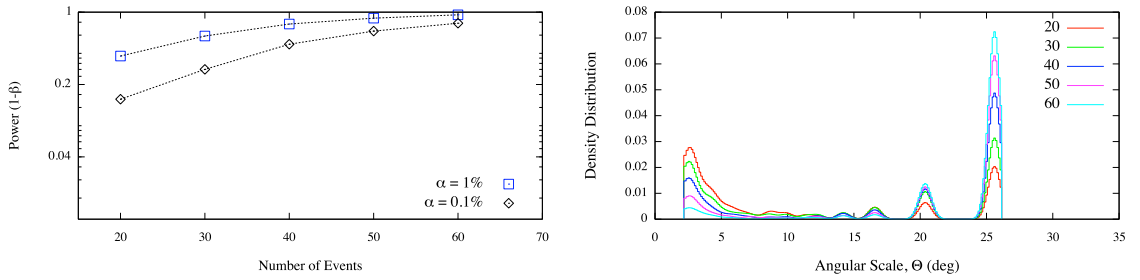 1
0.2
0.04
Power (1-β)
20 30 40 50 60 70
Number of Events
α = 1%
α = 0.1%
0.08
0.07
0.06
0.05
0.04
0.03
0.02
0.01
0
Density Distribution
0 5 10 15 20 25 30 35
Angular Scale, Θ (deg)
20
30
40
50
60